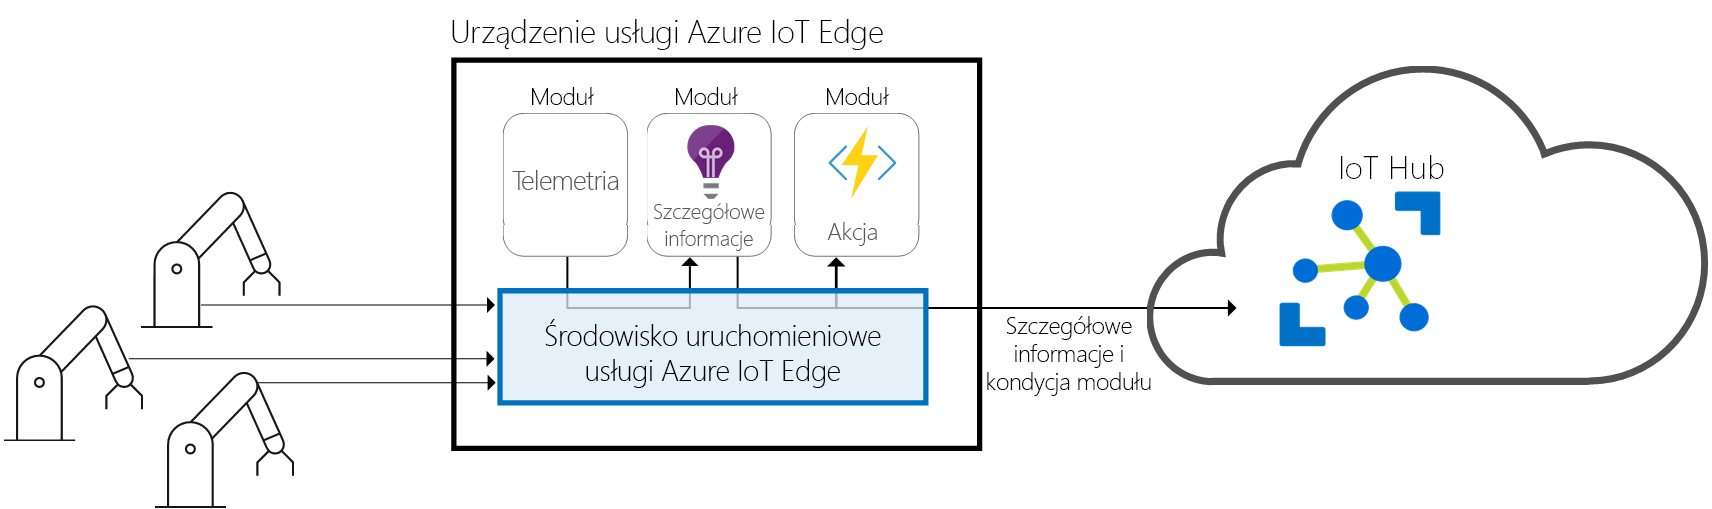 Urządzenie usługi Azure IoT Edge
Moduł
Moduł
Moduł
Telemetria
Szczegółowe
informacje
Akcja
Środowisko uruchomieniowe
usługi Azure IoT Edge
Szczegółowe
informacje i
kondycja modułu
IoT Hub